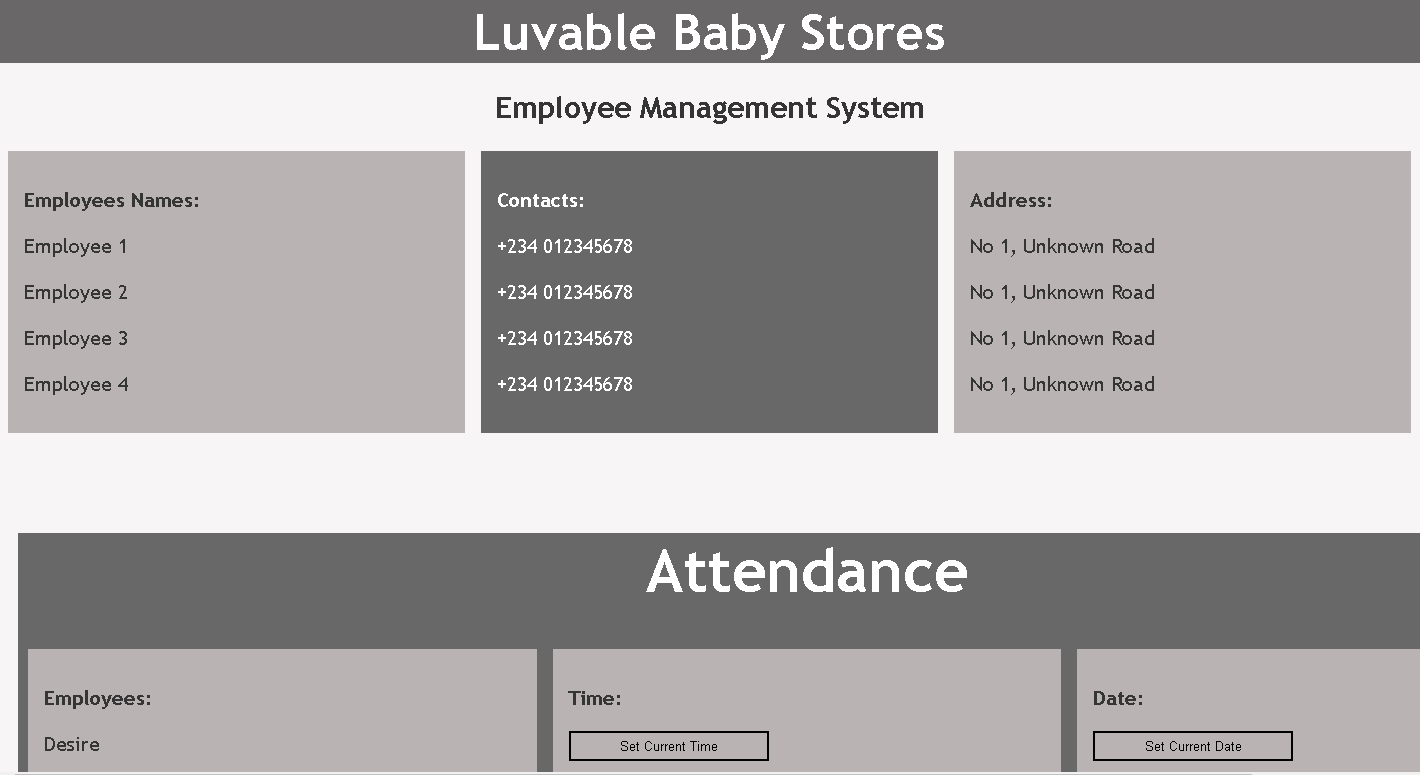 Luvable Baby Stores
Employee Management System
Employees Names:
Employee 1
Employee 2
Employee 3
Employee 4
Contacts:
+234 012345678
+234 012345678
+234 012345678
+234 012345678
Address:
No 1, Unknown Road
No 1, Unknown Road
No 1, Unknown Road
No 1, Unknown Road
Attendance
Employees:
Desire
Time:
Set Current Time
Date:
Set Current Date